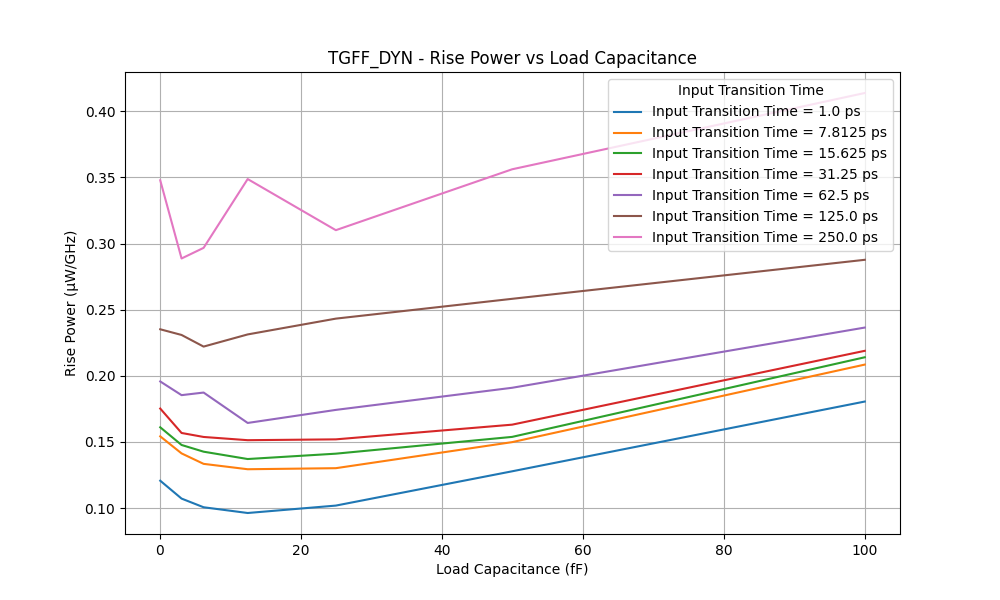 TGFF_DYN - Rise Power vs Load Capacitance
Input Transition Time
Input Transition Time = 1.0 ps
Input Transition Time = 7.8125 ps
Input Transition Time = 15.625 ps
Input Transition Time = 31.25 ps
Input Transition Time = 62.5 ps
Input Transition Time = 125.0 ps
Input Transition Time = 250.0 ps
Rise Power (μW/GHz)
0.40
0.35
0.30
0.25
0.20
0.15
0.10
0 20 40 60 80 100
Load Capacitance (fF)